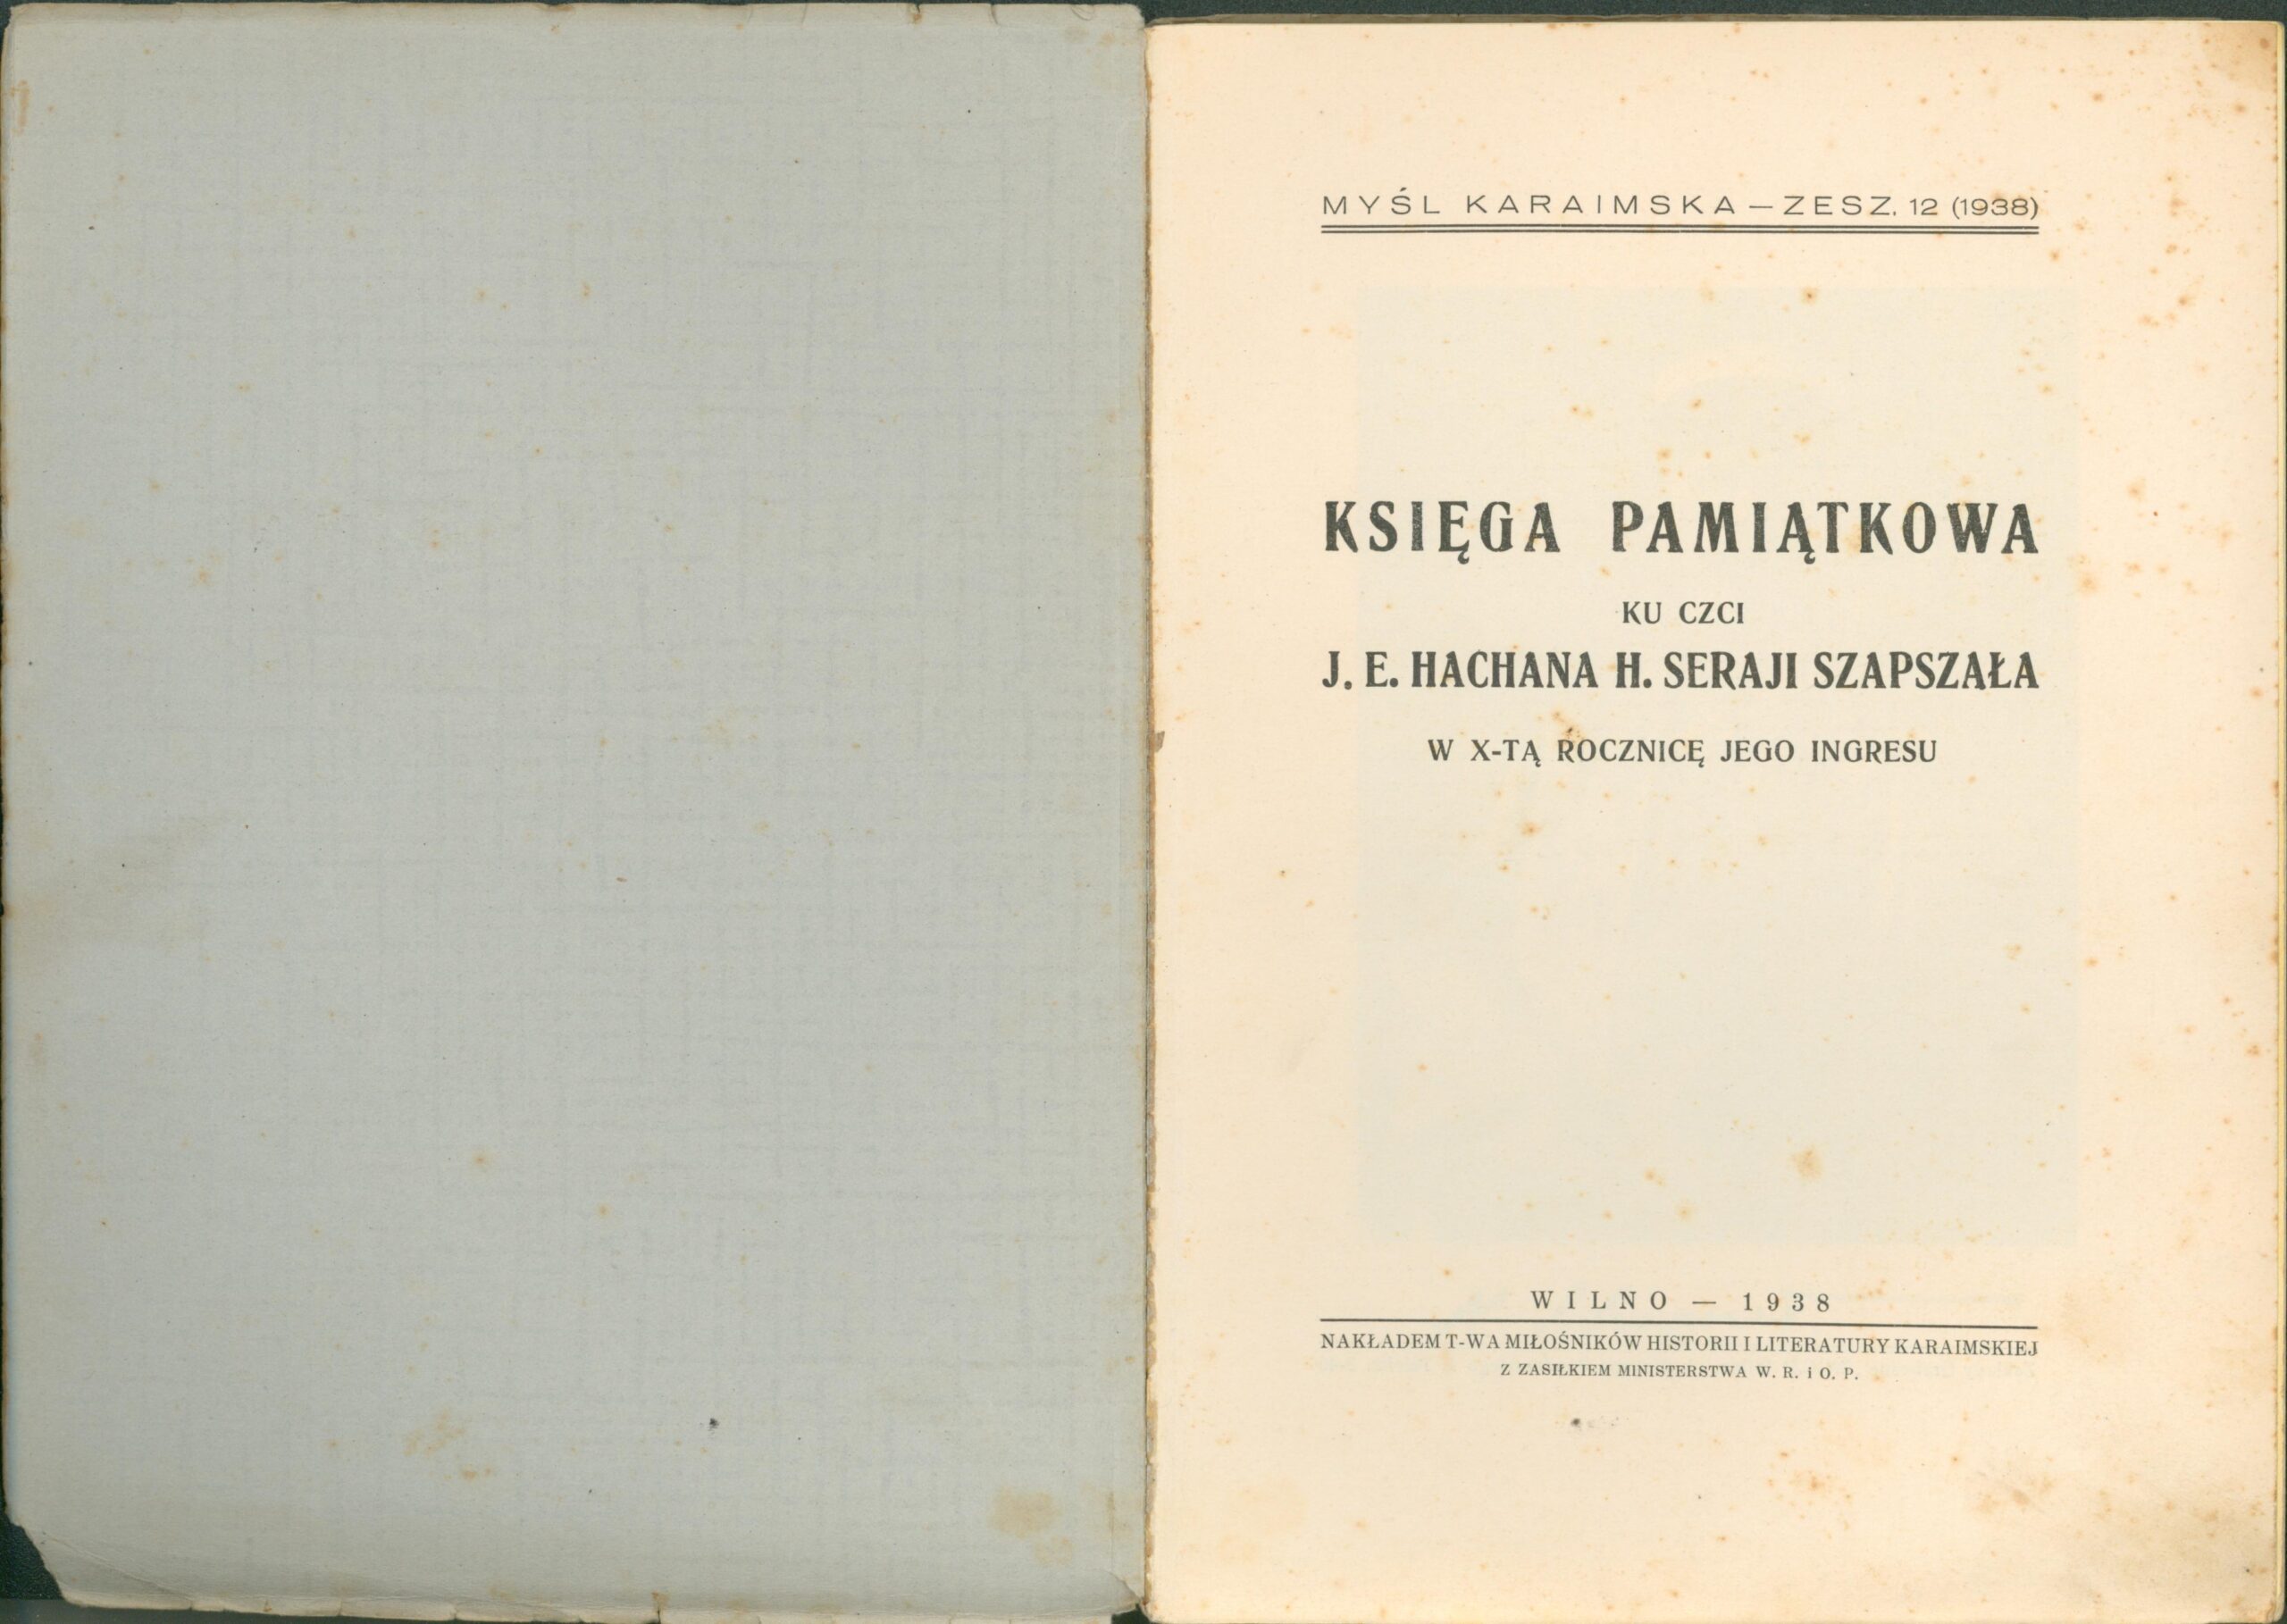 MYŚL KARAIMSKA — ZESZ. 12 (1938)
KSIĘGA PAMIĄTKOWA
KU CZCI
J. E. HACHANA H. SERAJI SZAPSZAŁA
W X-TĄ ROCZNICĘ JEGO INGRESU
WILNO — 1938
NAKŁADEM T-WA MIŁOŚNIKÓW HISTORII I LITERATURY KARAIMSKIEJ
Z ZASIŁKIEM MINISTERSTWA W. R. i O. P.